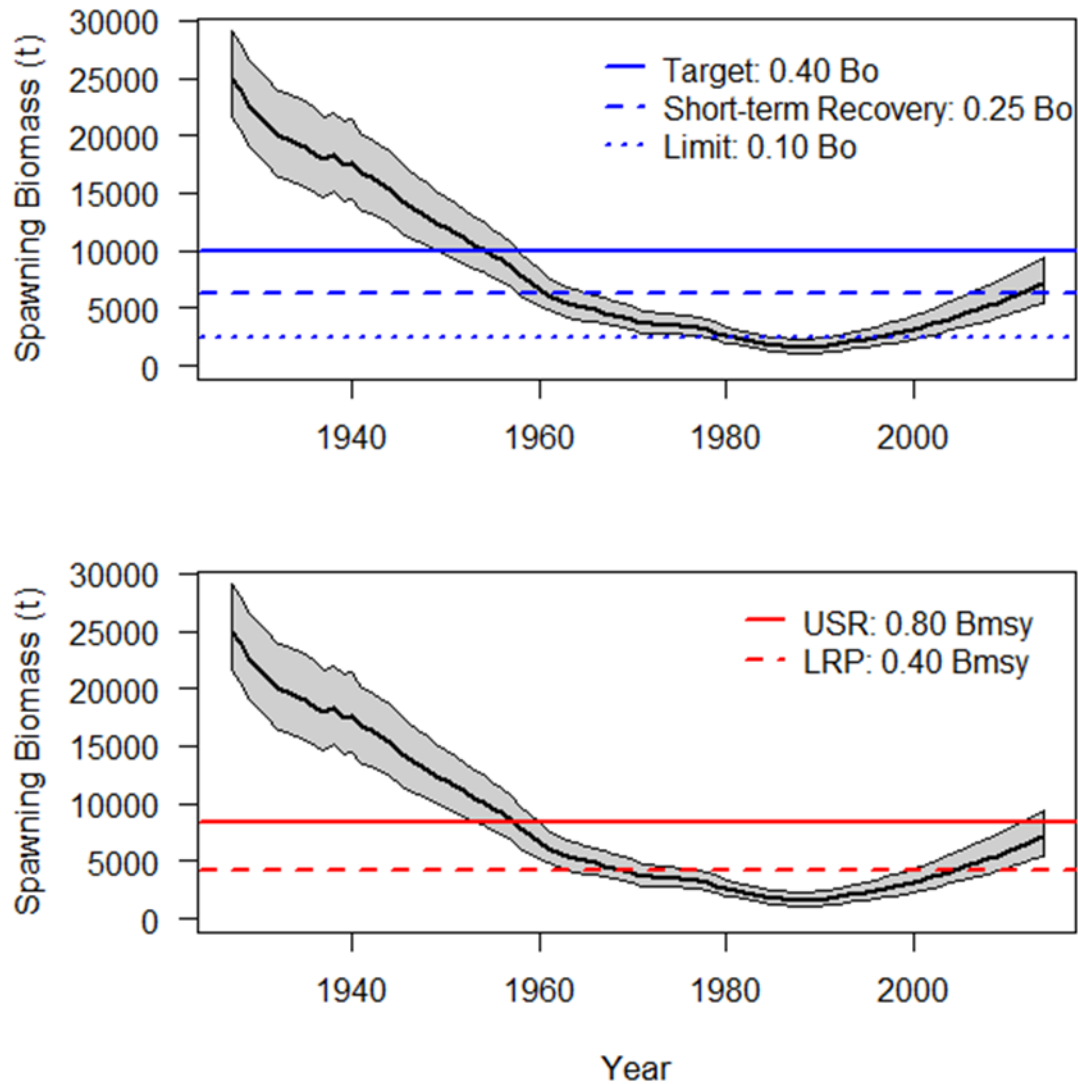 Spawning Biomass (t)
30000
25000
20000
15000
10000
5000
0
Target: 0.40 Bo
Short-term Recovery: 0.25 Bo
Limit: 0.10 Bo
1940 1960 1980 2000
Spawning Biomass (t)
30000
25000
20000
15000
10000
5000
0
USR: 0.80 Bmsy
LRP: 0.40 Bmsy
1940 1960 1980 2000
Year